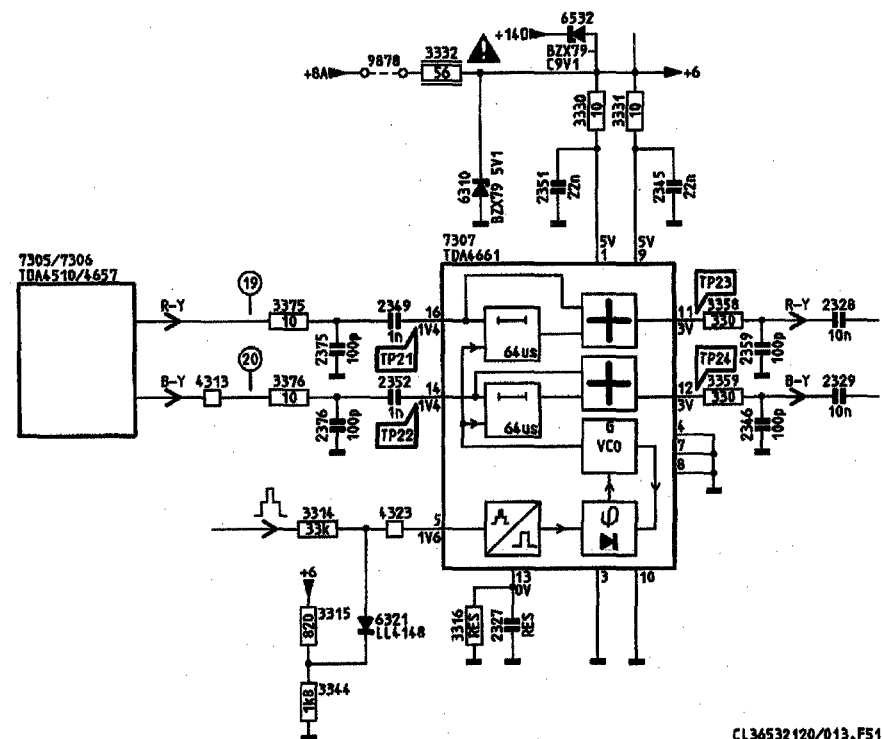 6532
+14D
BZX79-
C9V1
+8A
9878
3332
56
+6
3330
10
3331
10
6310
BZX79 5V1
2351
22n
2345
22n
7305/7306
TDA4510/4657
7307
TDA4661
5V
1
5V
9
R-Y
19
3375
10
2349
1n
16
1V4
TP21
2375
100p
64us
11
3V
TP23
3358
330
R-Y
2328
10n
2359
100p
B-Y
4313
20
3376
10
2352
1n
14
1V4
TP22
2376
100p
64us
12
3V
TP24
3359
330
B-Y
2329
10n
2346
100p
G
VCO
4
7
8
3314
33k
4323
5
1V6
φ
+6
820
3315
6321
LL4148
1k8
3344
13
0V
3316
RES
2327
RES
3
10
CL36532120/013.F51